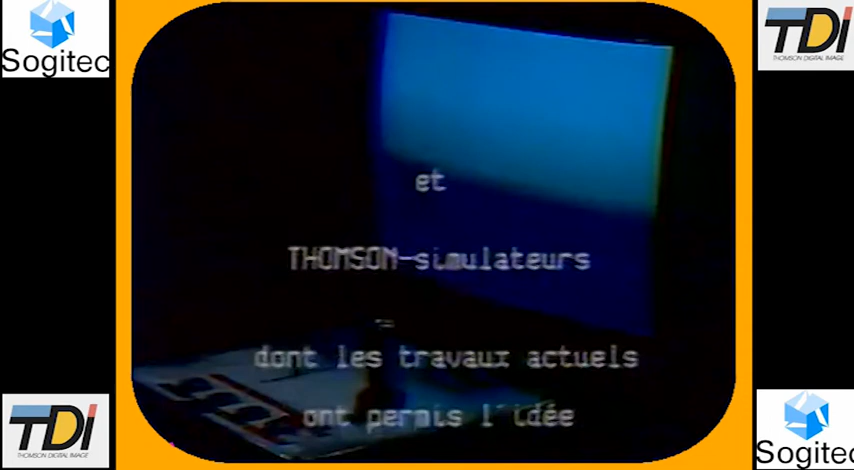 Sogitec
TDI
THOMSON DIGITAL IMAGE
et
THOMSON-simulateurs
dont les travaux actuels
ont permis l'idée
TDI
THOMSON DIGITAL IMAGE
Sogitec